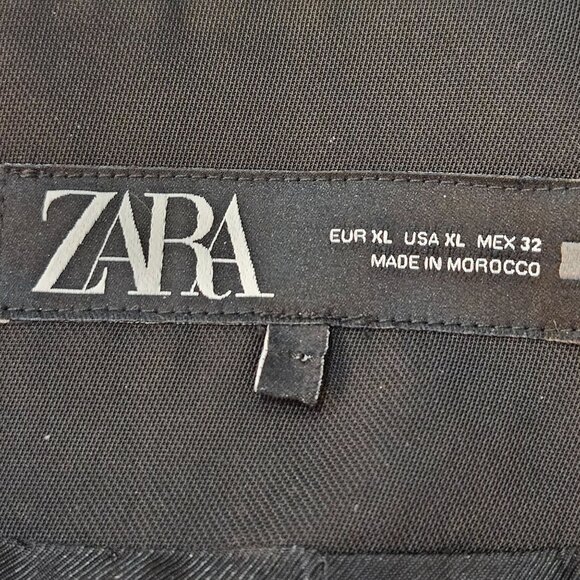 ZARA
EUR XL USA XL MEX 32
MADE IN MOROCCO